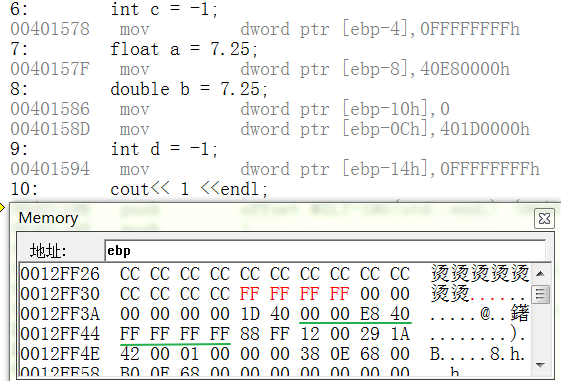 6:      int c = -1;
00401578   mov         dword ptr [ebp-4],0FFFFFFFFh
7:      float a = 7.25;
0040157F   mov         dword ptr [ebp-8],40E80000h
8:      double b = 7.25;
00401586   mov         dword ptr [ebp-10h],0
0040158D   mov         dword ptr [ebp-0Ch],401D0000h
9:      int d = -1;
00401594   mov         dword ptr [ebp-14h],0FFFFFFFFh
10:     cout<< 1 <<endl;
Memory
地址: ebp
0012FF26 CC CC CC CC CC CC CC CC CC CC 烫烫烫烫烫
0012FF30 CC CC CC CC FF FF FF FF 00 00 烫烫......
0012FF3A 00 00 00 00 1D 40 00 00 E8 40 .....@..鑼
0012FF44 FF FF FF FF 88 FF 12 00 29 1A ........).
0012FF4E 42 00 01 00 00 00 38 0E 68 00 B.....8.h.
0012FF58 B0 0F 68 00 00 00 00 00 00 00